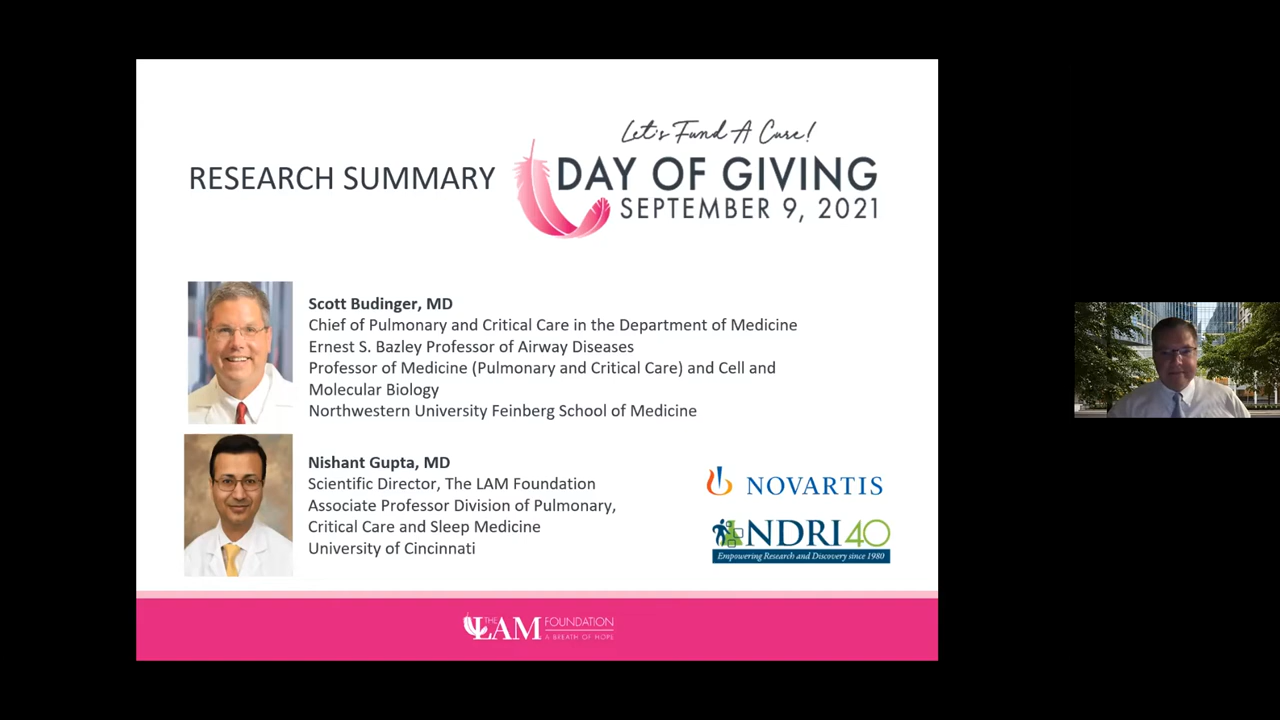 Let's Fund A Cure!
RESEARCH SUMMARY
DAY OF GIVING
SEPTEMBER 9, 2021
Scott Budinger, MD
Chief of Pulmonary and Critical Care in the Department of Medicine
Ernest S. Bazley Professor of Airway Diseases
Professor of Medicine (Pulmonary and Critical Care) and Cell and
Molecular Biology
Northwestern University Feinberg School of Medicine
Nishant Gupta, MD
Scientific Director, The LAM Foundation
Associate Professor Division of Pulmonary,
Critical Care and Sleep Medicine
University of Cincinnati
NOVARTIS
NDRI 40
Empowering Research and Discovery since 1980
THE LAM FOUNDATION
A BREATH OF HOPE